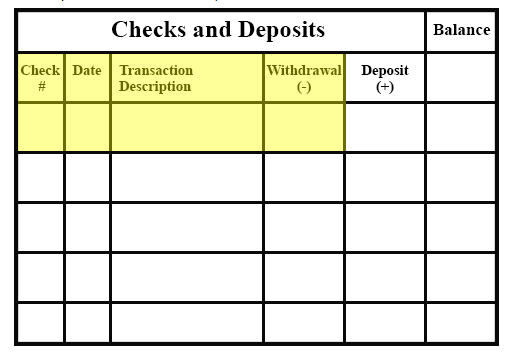 Checks and Deposits Balance
Check Date Transaction Withdrawal Deposit
# Description (-) (+)